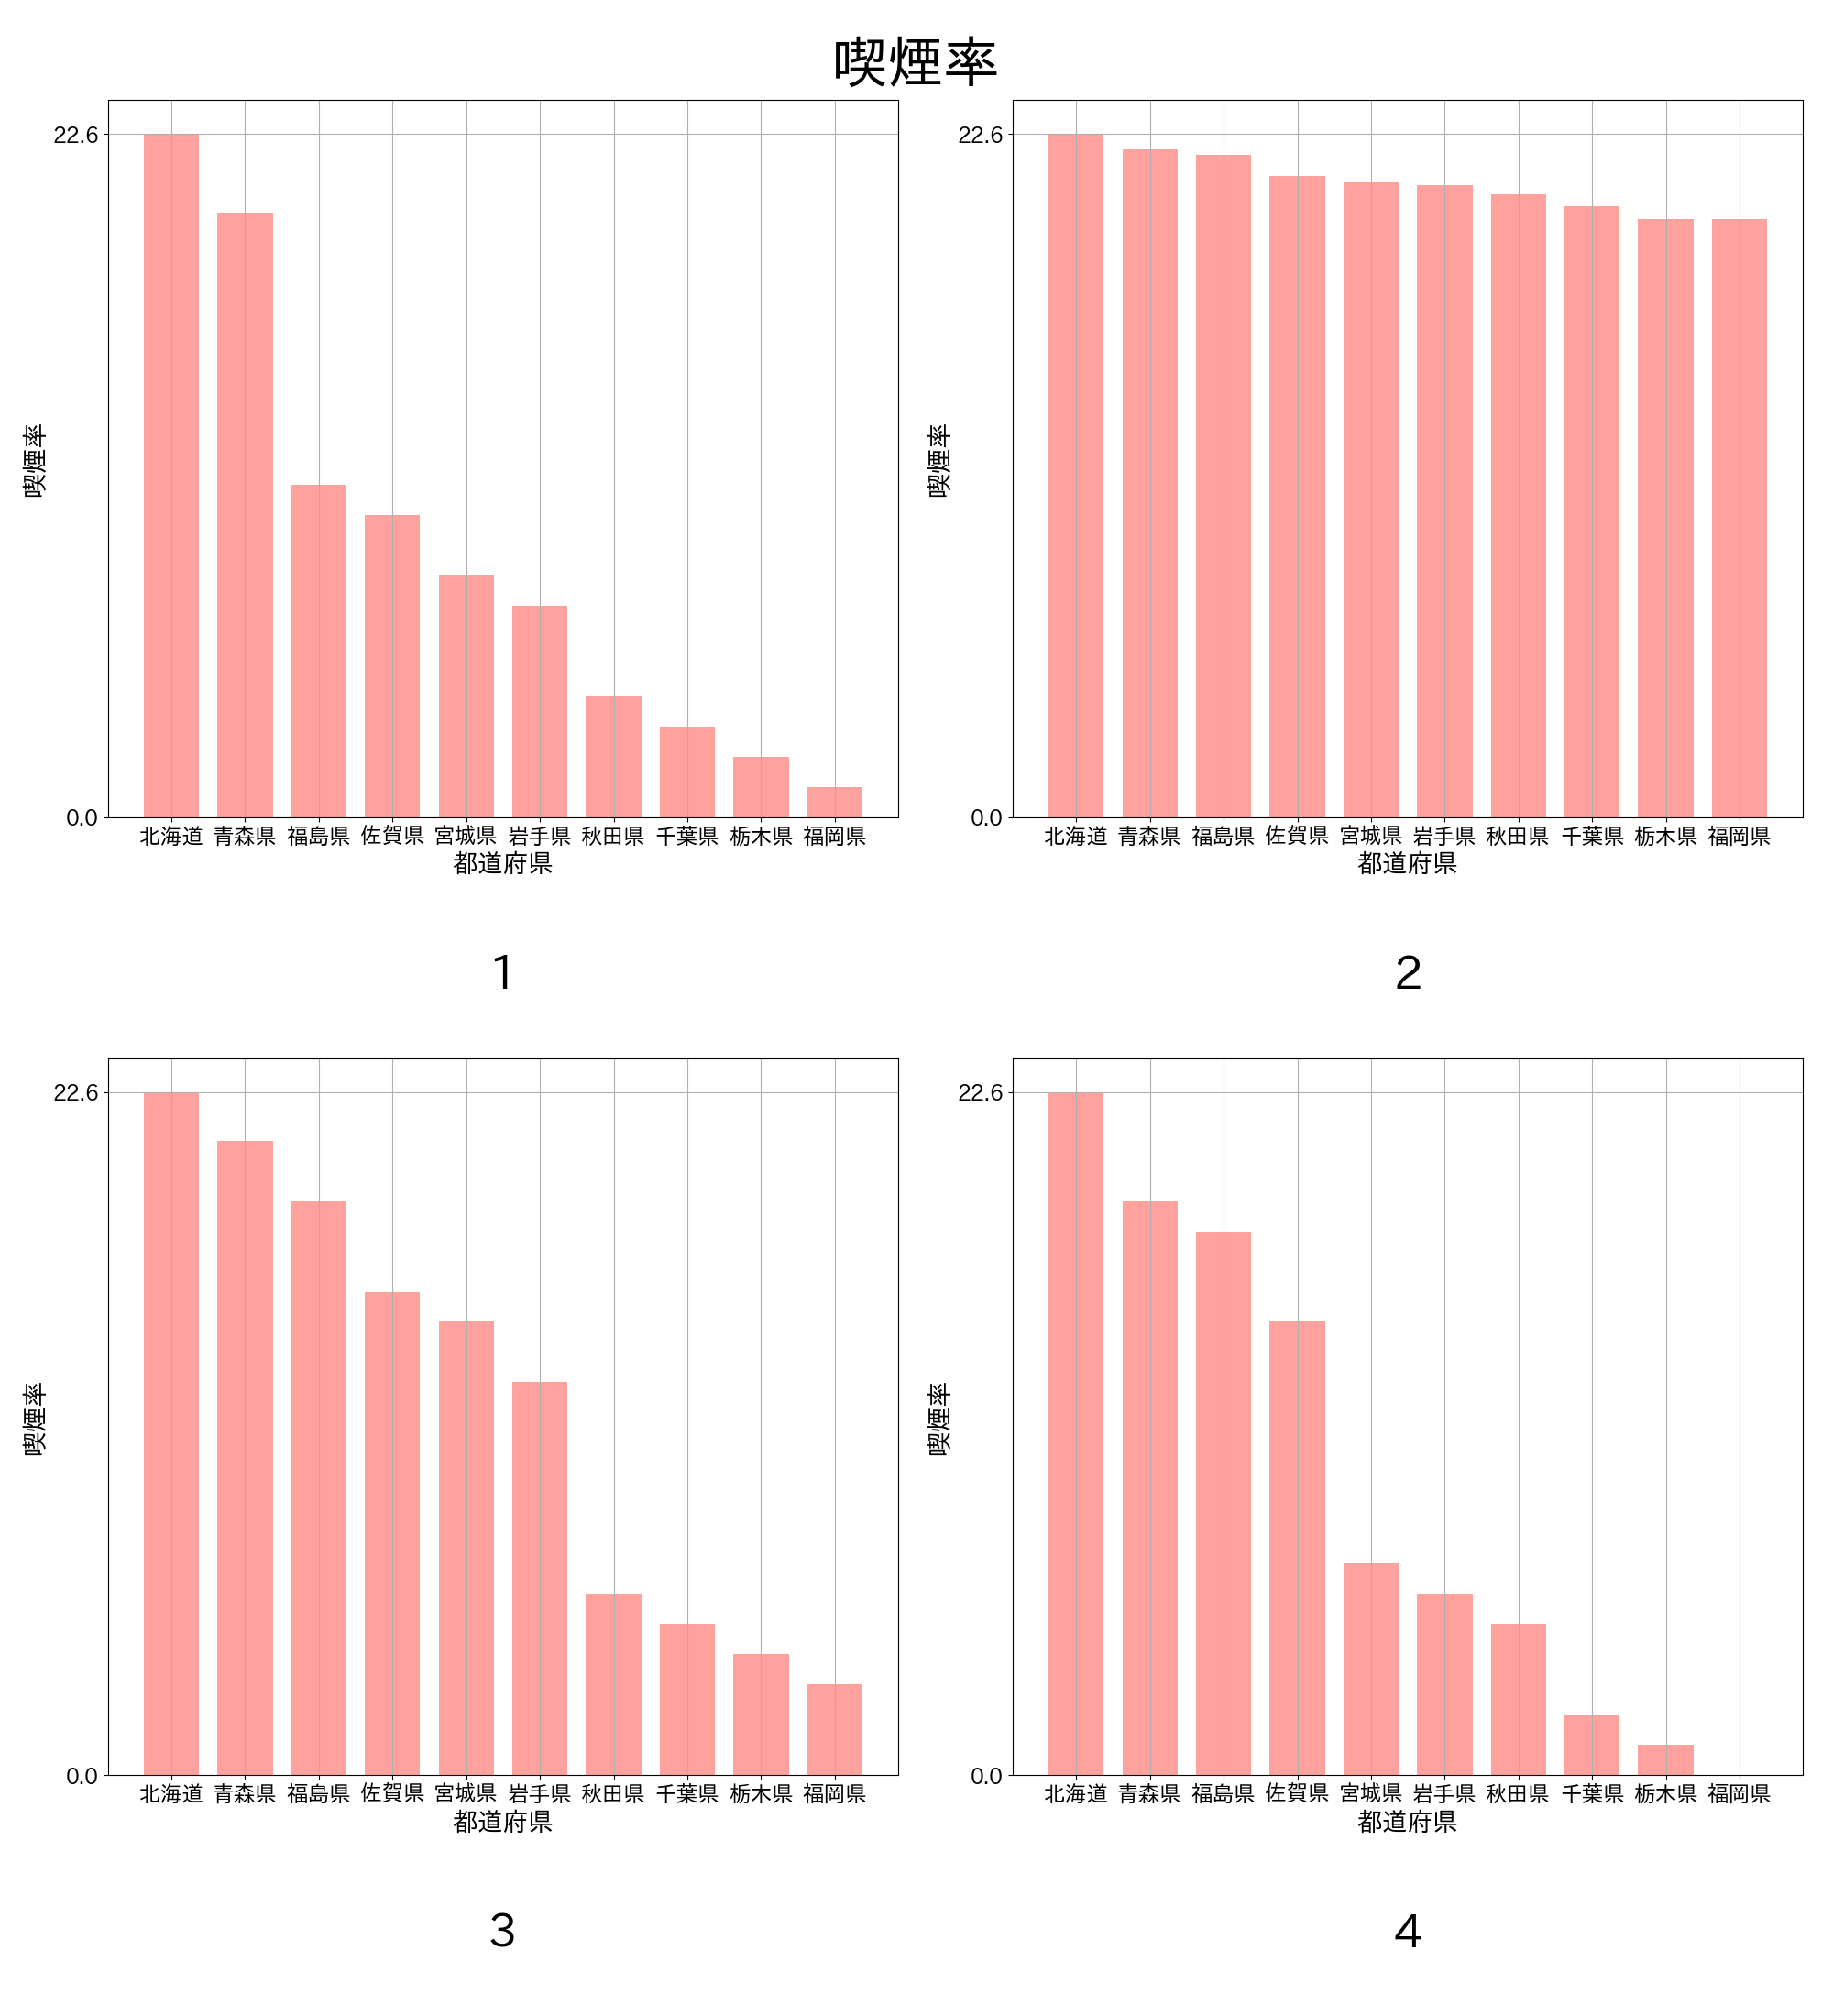 喫煙率
22.6
喫煙率
0.0
北海道 青森県 福島県 佐賀県 宮城県 岩手県 秋田県 千葉県 栃木県 福岡県
都道府県
1
22.6
喫煙率
0.0
北海道 青森県 福島県 佐賀県 宮城県 岩手県 秋田県 千葉県 栃木県 福岡県
都道府県
2
22.6
喫煙率
0.0
北海道 青森県 福島県 佐賀県 宮城県 岩手県 秋田県 千葉県 栃木県 福岡県
都道府県
3
22.6
喫煙率
0.0
北海道 青森県 福島県 佐賀県 宮城県 岩手県 秋田県 千葉県 栃木県 福岡県
都道府県
4